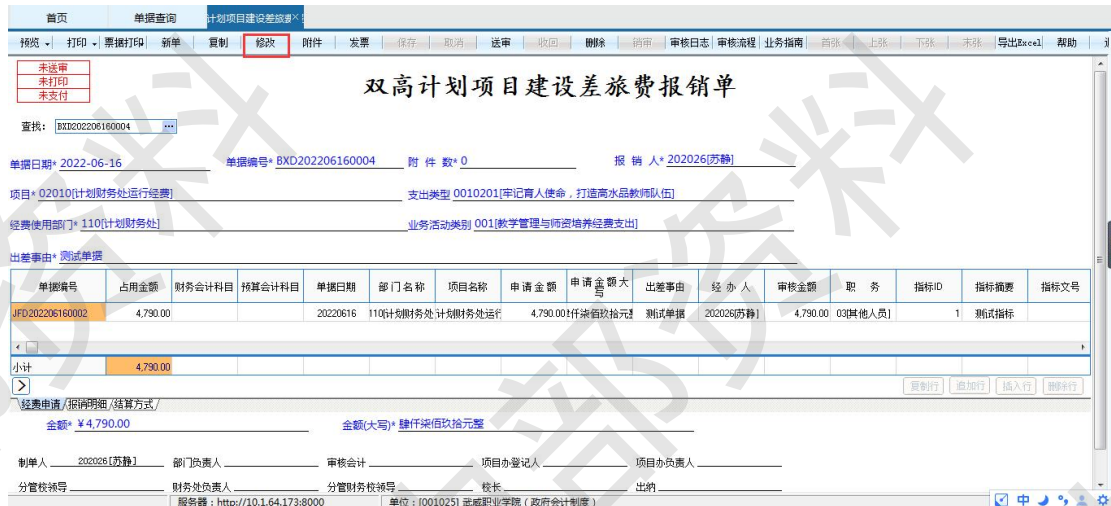 首页 单据查询 计划项目建设差旅费×
预览 打印 票据打印 新单 复制 修改 附件 发票 保存 取消 送审 收回 删除 销审 审核日志 审核流程 业务指南 首张 上张 下张 末张 导出Excel 帮助
未送审
未打印
未支付
双高计划项目建设差旅费报销单
查找: BXD202206160004 ...
单据日期* 2022-06-16 单据编号* BXD202206160004 附 件 数* 0 报 销 人* 202026[苏静]
项目* 02010[计划财务处运行经费] 支出类型 0010201[牢记育人使命，打造高水品教师队伍]
经费使用部门* 110[计划财务处] 业务活动类别 001[教学管理与师资培养经费支出]
出差事由* 测试单据
单据编号 占用金额 财务会计科目 预算会计科目 单据日期 部门名称 项目名称 申请金额 申请金额大写 出差事由 经 办 人 审核金额 职 务 指标ID 指标摘要 指标文号
JFD202206160002 4,790.00 20220616 110[计划财务处 计划财务处运行 4,790.00 仟柒佰玖拾元整 测试单据 202026[苏静] 4,790.00 03[其他人员] 1 测试指标
小计 4,790.00
> 复制行 追加行 插入行 删除行
经费申请 报销明细 结算方式
金额* ￥4,790.00 金额(大写)* 肆仟柒佰玖拾元整
制单人 202026[苏静] 部门负责人 审核会计 项目办登记人 项目办负责人
分管校领导 财务处负责人 分管财务校领导 校长 出纳
服务器：http://10.1.64.173:8000 单位：[001025] 武威职业学院（政府会计制度） 中